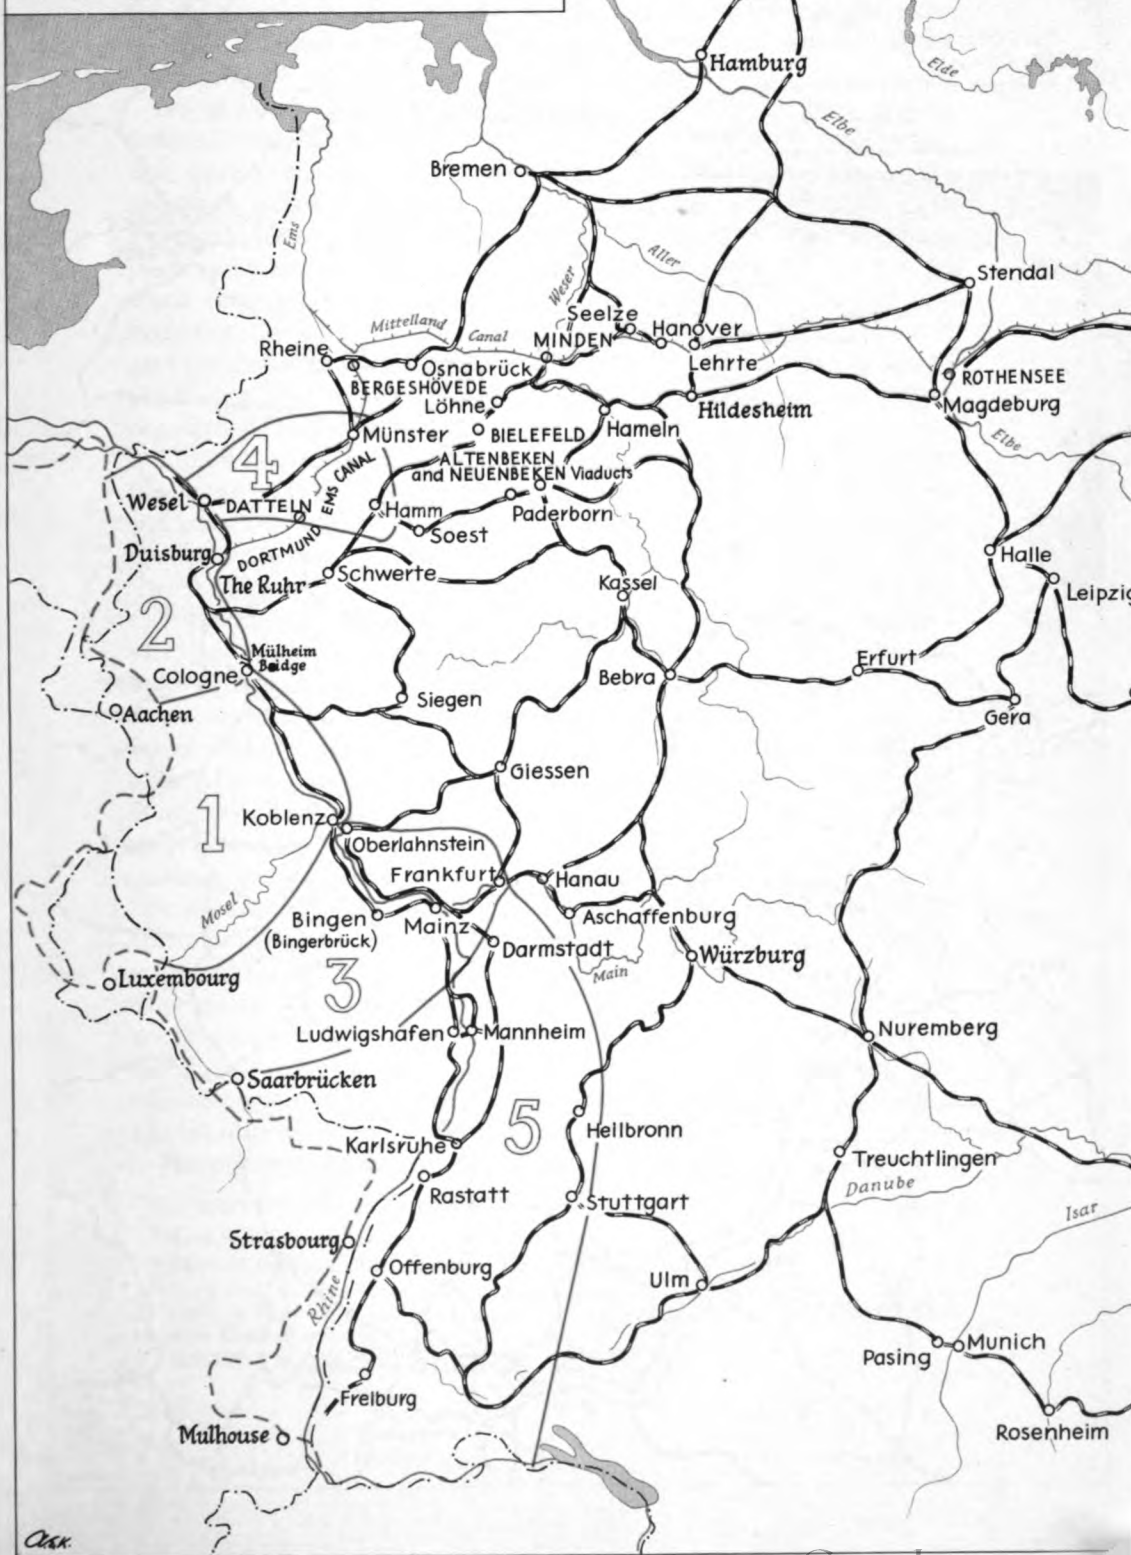 Hamburg
Elde
Elbe
Bremen
Ems
Aller
Weser
Stendal
Seelze
Mittelland
Canal
Hanover
Rheine
MINDEN
Osnabrück
Lehrte
BERGESHÖVEDE
ROTHENSEE
Löhne
Hildesheim
Magdeburg
Münster
BIELEFELD
Hameln
Elbe
4
ALTENBEKEN
and NEUENBEKEN Viaducts
EMS CANAL
Wesel
DATTELN
Hamm
Paderborn
Soest
DORTMUND
Duisburg
Halle
The Ruhr
Schwerte
Kassel
Leipzig
2
Mülheim
Bridge
Cologne
Bebra
Erfurt
Siegen
Aachen
Gera
Giessen
1
Koblenz
Oberlahnstein
Frankfurt
Hanau
Mosel
Bingen
(Bingerbrück)
Mainz
Aschaffenburg
Darmstadt
Würzburg
Main
Luxembourg
3
Ludwigshafen
Mannheim
Nuremberg
Saarbrücken
5
Heilbronn
Karlsruhe
Treuchtlingen
Rastatt
Danube
Stuttgart
Isar
Strasbourg
Offenburg
Ulm
Rhine
Munich
Pasing
Freiburg
Mulhouse
Rosenheim
A.S.K.